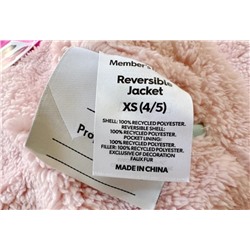 Member's
Reversible
Jacket
XS (4/5)
Pro
SHELL: 100% RECYCLED POLYESTER.
REVERSIBLE SHELL:
100% RECYCLED POLYESTER.
POCKET LINING:
100% RECYCLED POLYESTER.
FILLER: 100% RECYCLED POLYESTER.
EXCLUSIVE OF DECORATION
FAUX FUR
MADE IN CHINA